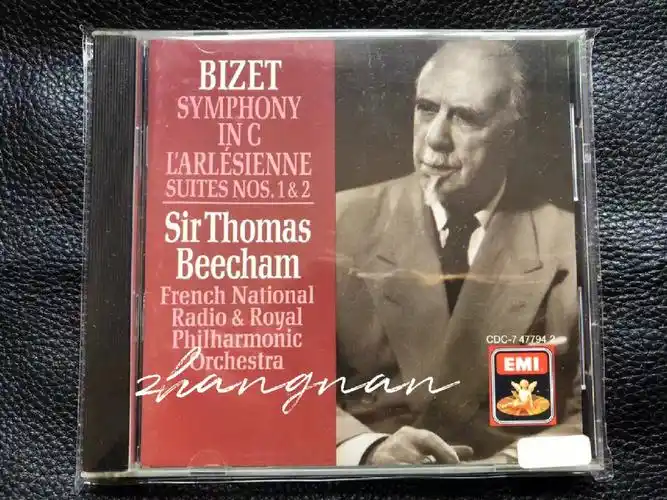 BIZET
SYMPHONY
IN C
L'ARLÉSIENNE
SUITES NOS. 1 & 2
Sir Thomas
Beecham
French National
Radio & Royal
Philharmonic
Orchestra
zhangnan
CDC-7 47794 2
EMI